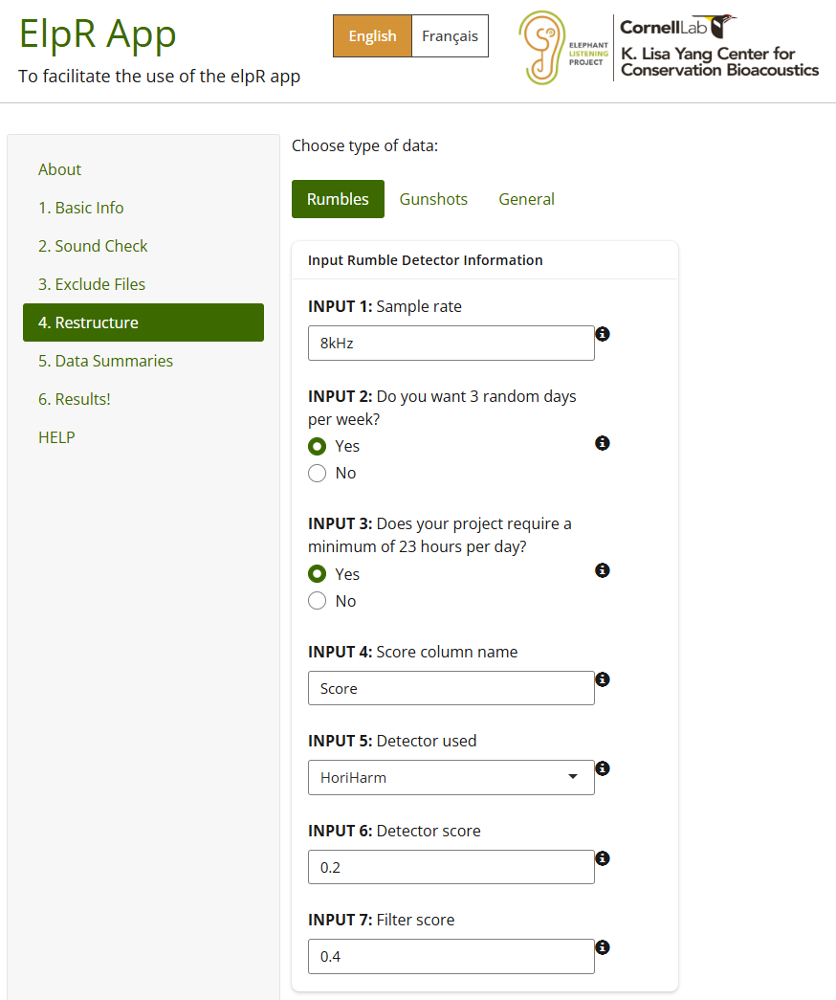 ElpR App
To facilitate the use of the elpR app
English
Français
ELEPHANT
LISTENING
PROJECT
CornellLab
K. Lisa Yang Center for
Conservation Bioacoustics
About
1. Basic Info
2. Sound Check
3. Exclude Files
4. Restructure
5. Data Summaries
6. Results!
HELP
Choose type of data:
Rumbles
Gunshots
General
Input Rumble Detector Information
INPUT 1: Sample rate
8kHz
INPUT 2: Do you want 3 random days
per week?
Yes
No
INPUT 3: Does your project require a
minimum of 23 hours per day?
Yes
No
INPUT 4: Score column name
Score
INPUT 5: Detector used
HoriHarm
INPUT 6: Detector score
0.2
INPUT 7: Filter score
0.4